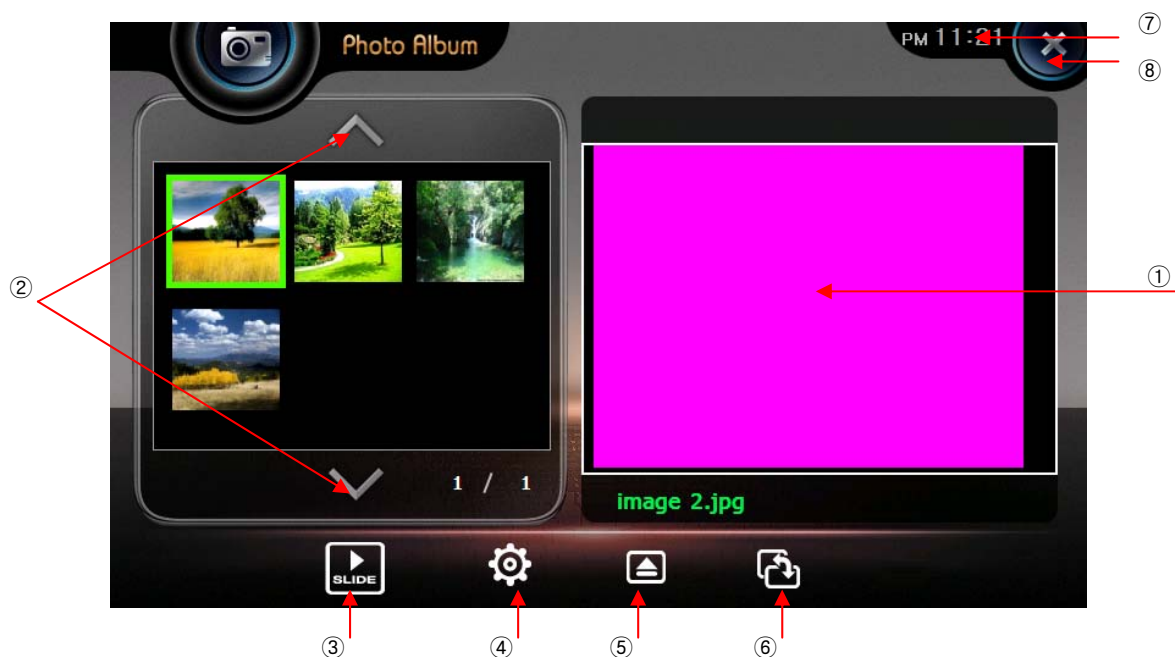 Photo Album
PM 11:21
⑦
⑧
②
①
1 / 1
image 2.jpg
SLIDE
③
④
⑤
⑥